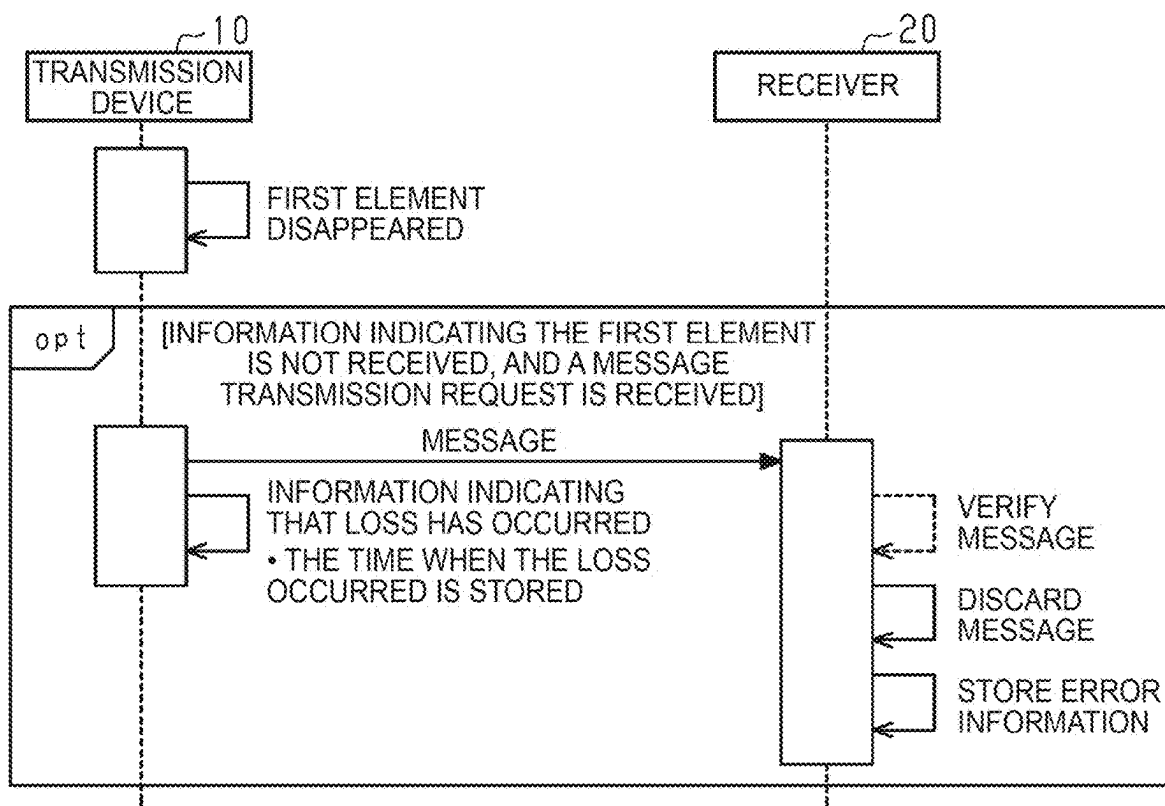 10
TRANSMISSION
DEVICE
20
RECEIVER
FIRST ELEMENT
DISAPPEARED
opt
[INFORMATION INDICATING THE FIRST ELEMENT
IS NOT RECEIVED, AND A MESSAGE
TRANSMISSION REQUEST IS RECEIVED]
MESSAGE
INFORMATION INDICATING
THAT LOSS HAS OCCURRED
• THE TIME WHEN THE LOSS
OCCURRED IS STORED
VERIFY
MESSAGE
DISCARD
MESSAGE
STORE ERROR
INFORMATION